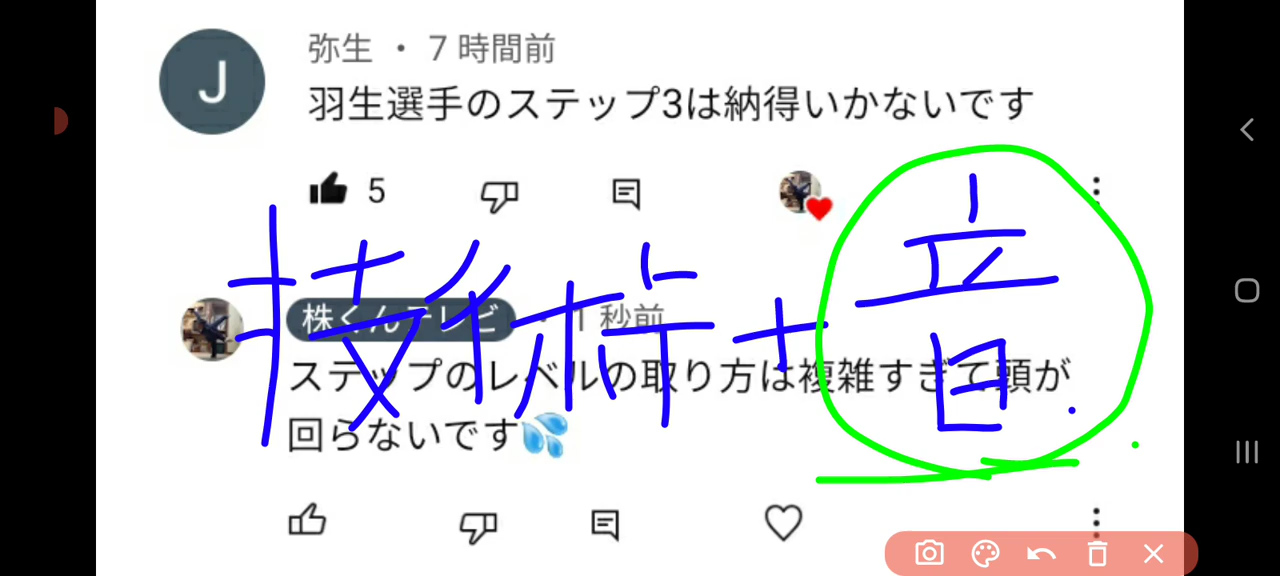 J
弥生 ・ 7 時間前
羽生選手のステップ3は納得いかないです
5
技術+音
株くんテレビ ・ 1 秒前
ステップのレベルの取り方は複雑すぎて頭が
回らないです💦